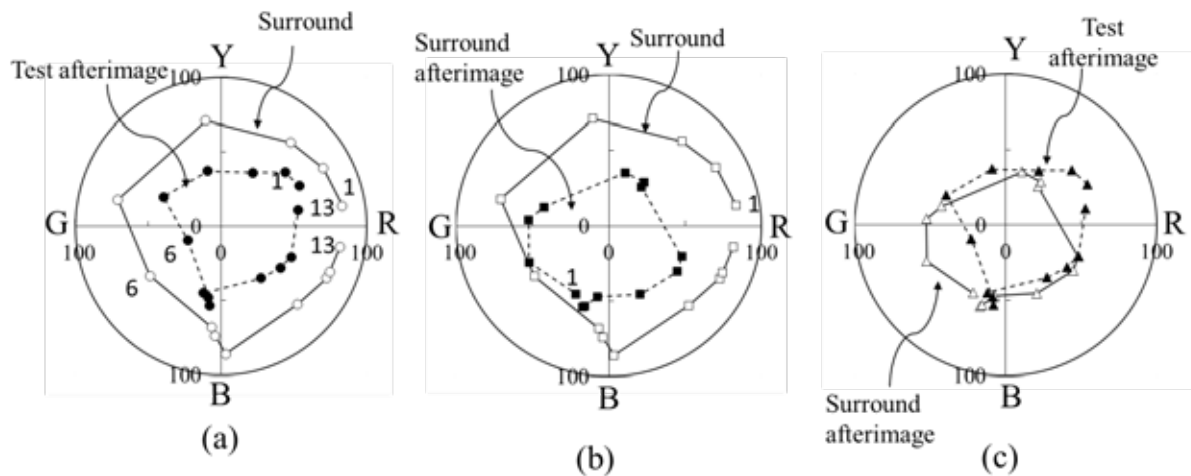 Surround
Test afterimage
Y
100
1
1
13
G
0
R
100
100
6
6
13
100
B
(a)
Surround
afterimage
Surround
Y
100
1
G
0
R
100
100
1
100
B
(b)
Test
afterimage
Y
100
G
0
R
100
100
100
B
Surround
afterimage
(c)